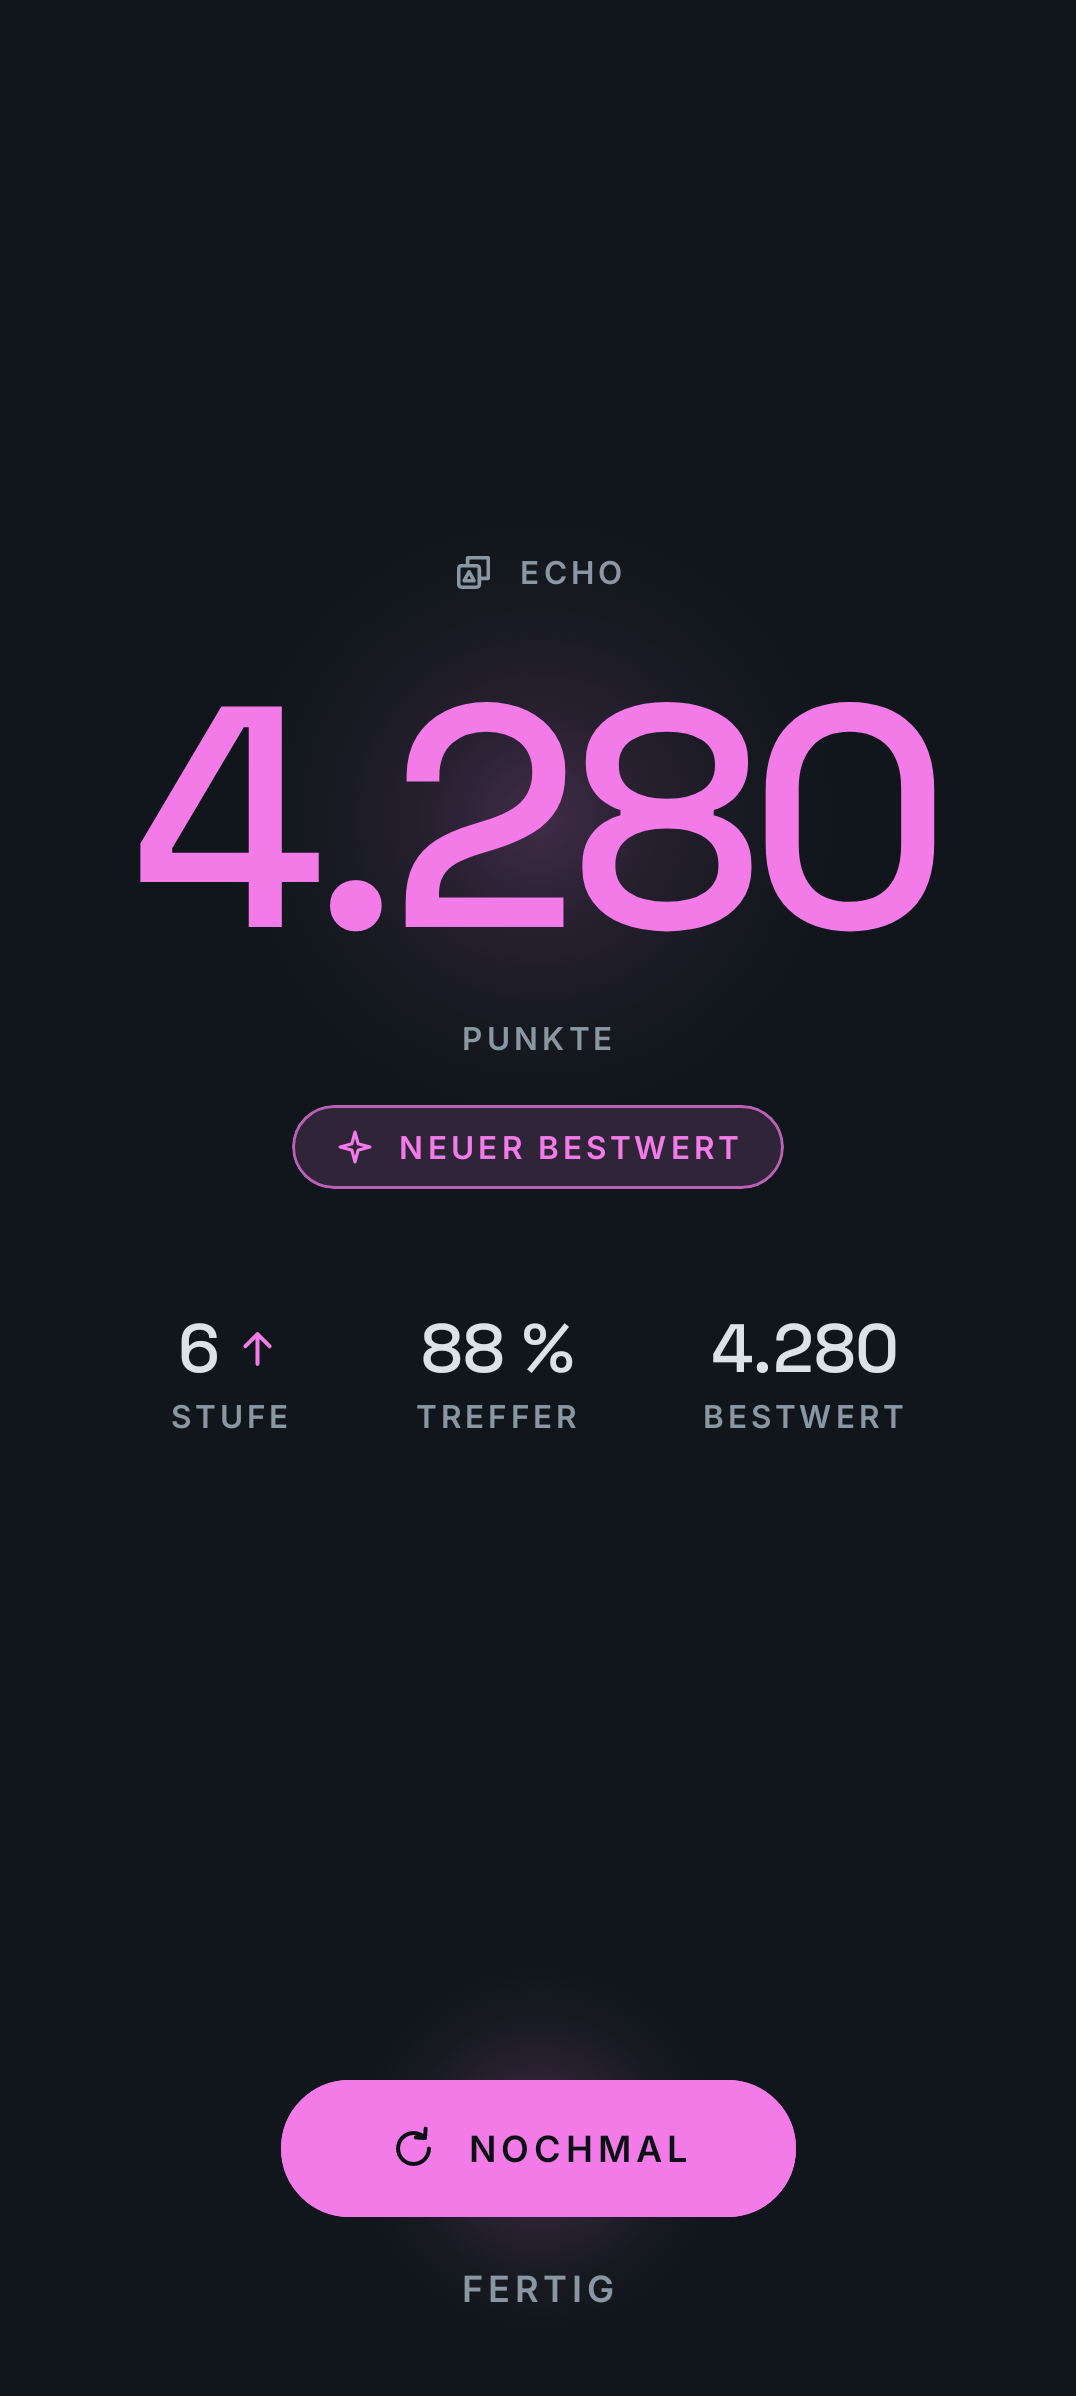 ECHO
4.280
PUNKTE
NEUER BESTWERT
6 ↑ 88 % 4.280
STUFE TREFFER BESTWERT
NOCHMAL
FERTIG